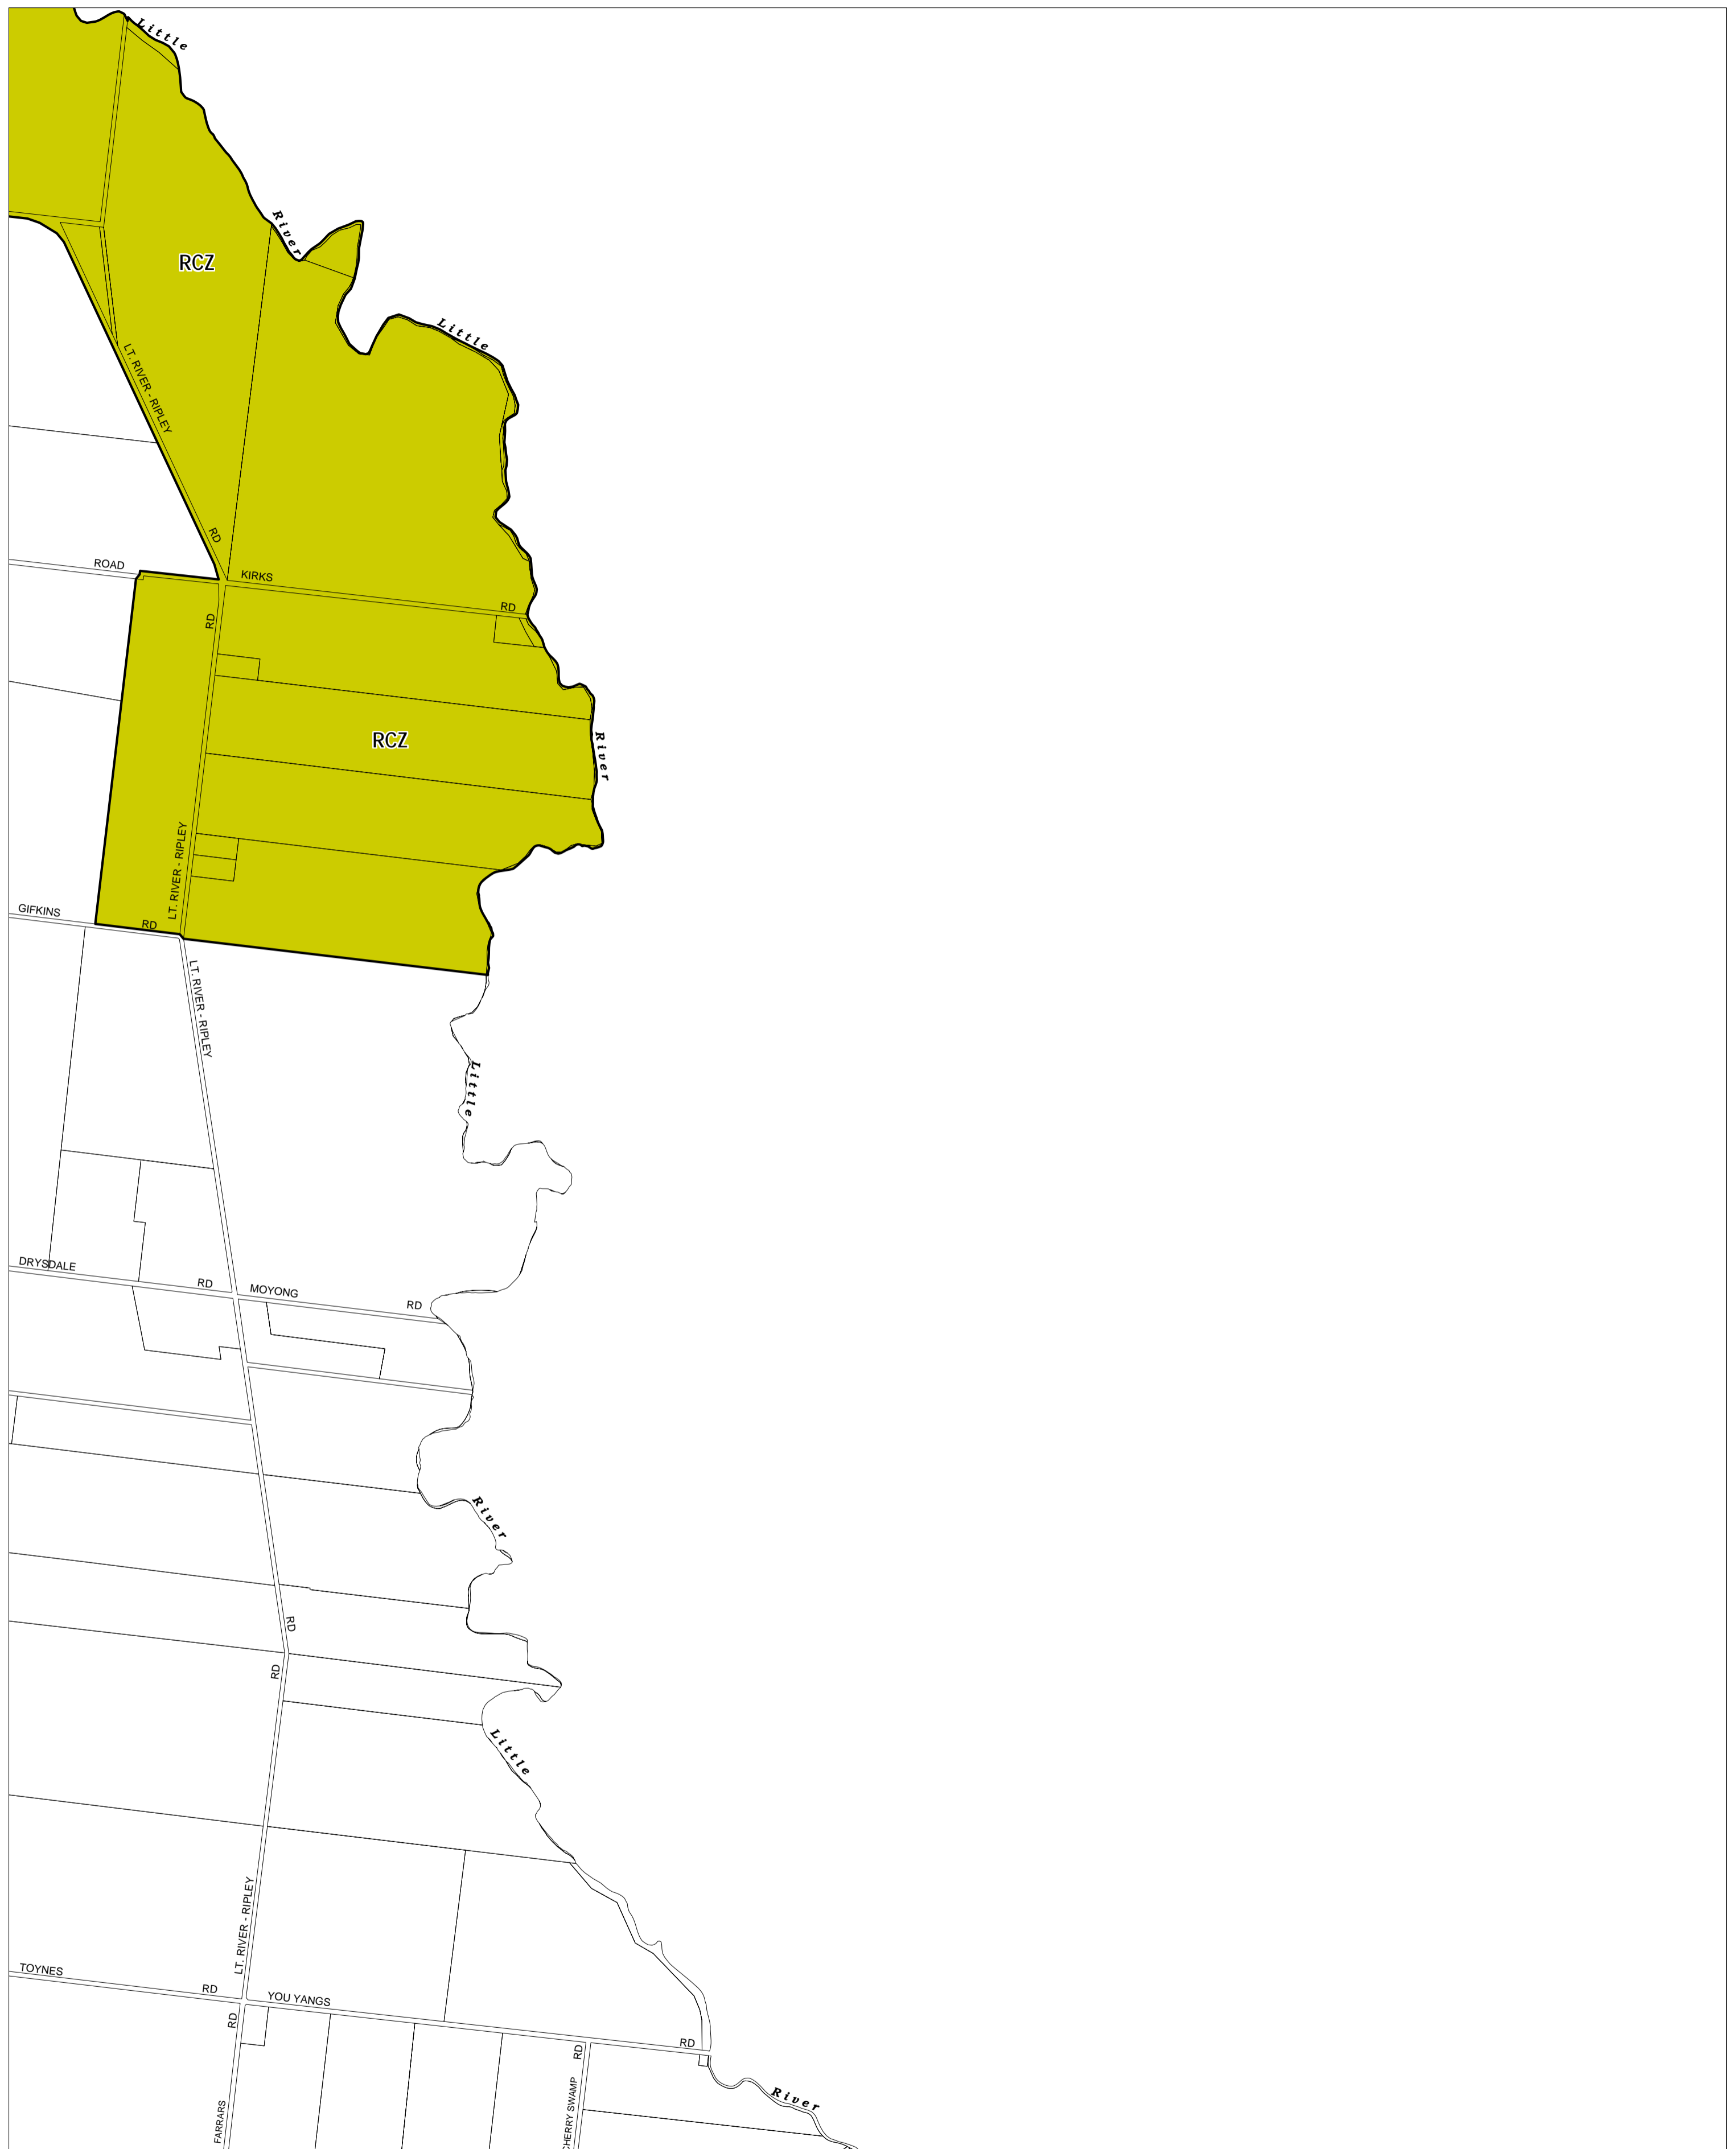 Little
River
RCZ
Little
LT. RIVER - RIPLEY
RD
ROAD
KIRKS
RD
RD
RCZ
River
LT. RIVER - RIPLEY
GIFKINS
RD
LT. RIVER - RIPLEY
Little
DRYSDALE
RD
MOYONG
RD
River
RD
RD
Little
LT. RIVER - RIPLEY
TOYNES
RD
YOU YANGS
RD
RD
RD
CHERRY SWAMP
River
FARRARS